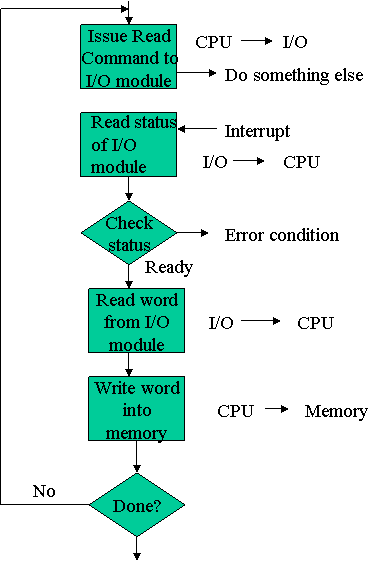 Issue Read
Command to
I/O module
CPU I/O
Do something else
Read status
of I/O
module
Interrupt
I/O CPU
Check
status
Error condition
Ready
Read word
from I/O
module
I/O CPU
Write word
into
memory
CPU Memory
No
Done?